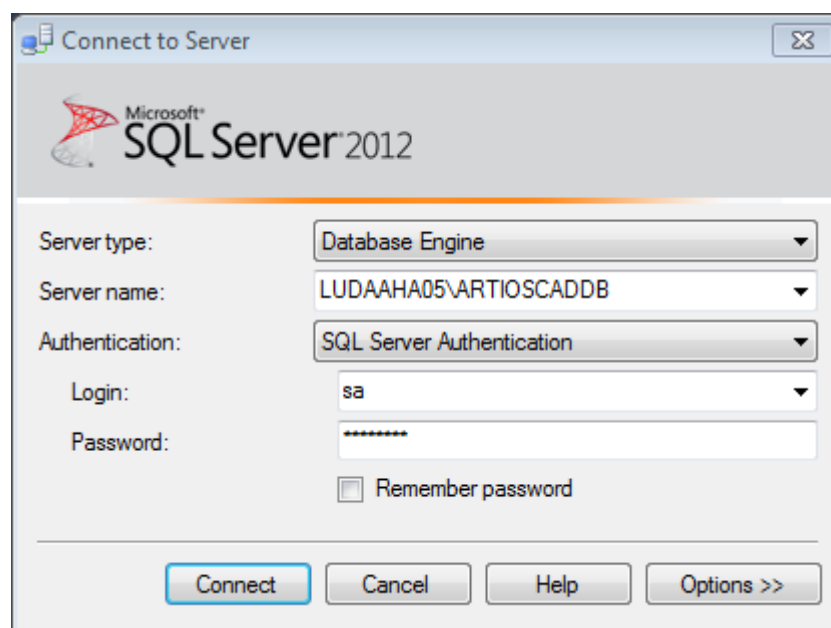 Connect to Server
Microsoft®
SQL Server® 2012
Server type: Database Engine
Server name: LUDAAHA05\ARTIOSCADDB
Authentication: SQL Server Authentication
Login: sa
Password: ********
Remember password
Connect Cancel Help Options >>